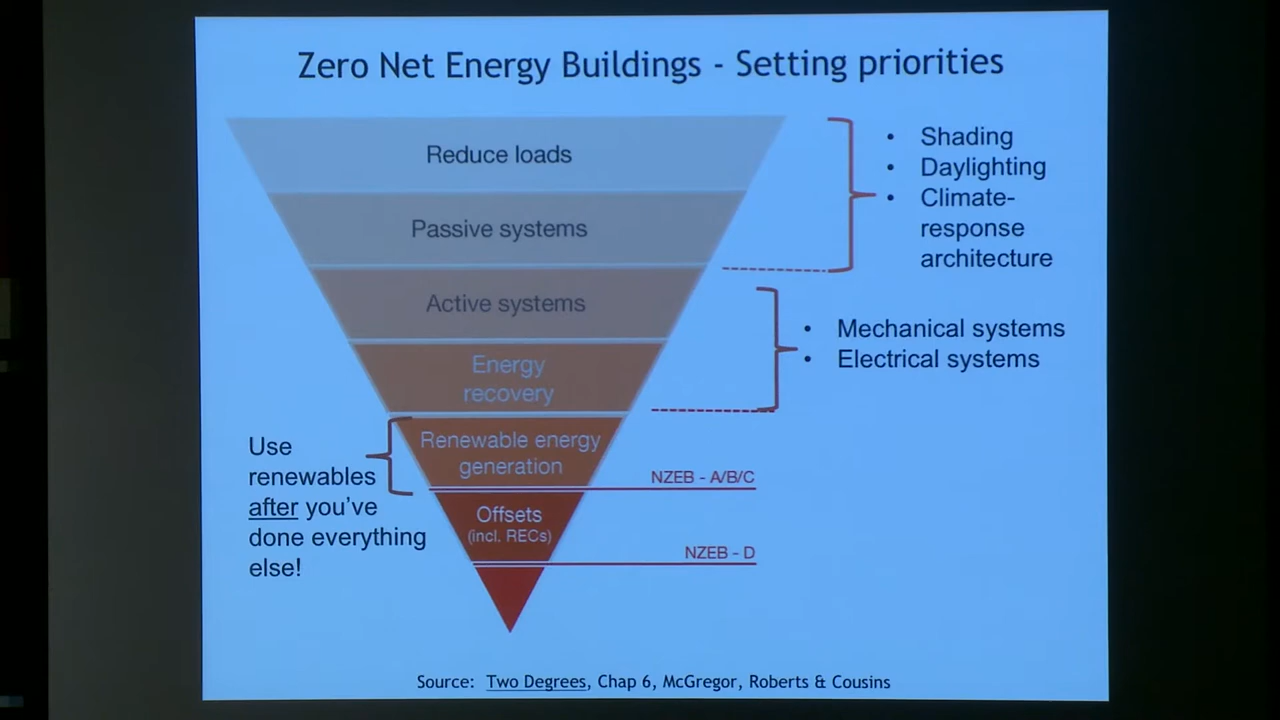 Zero Net Energy Buildings - Setting priorities
Reduce loads
Passive systems
Active systems
Energy
recovery
Renewable energy
generation
Offsets
(incl. RECs)
• Shading
• Daylighting
• Climate-
response
architecture
• Mechanical systems
• Electrical systems
Use
renewables
after you've
done everything
else!
NZEB - A/B/C
NZEB - D
Source: Two Degrees, Chap 6, McGregor, Roberts & Cousins